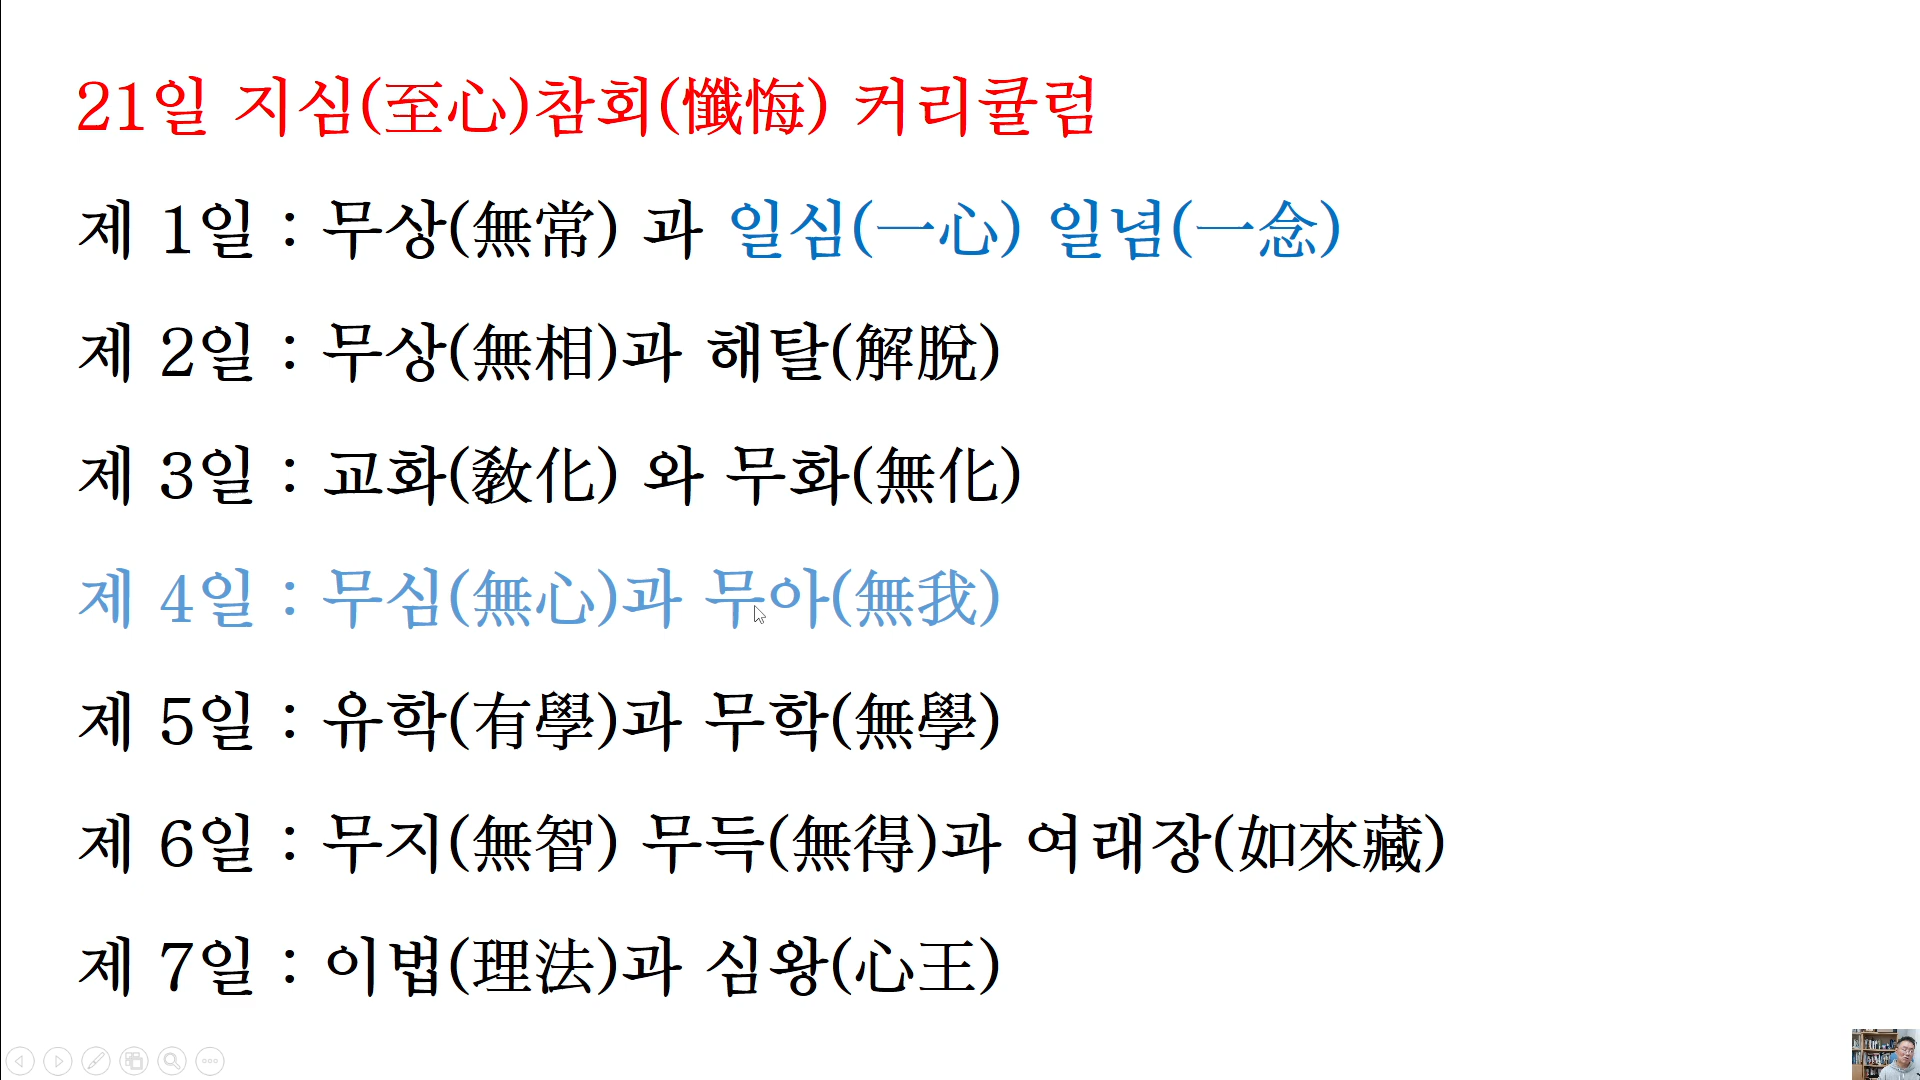 21일 지심(至心)참회(懺悔) 커리큘럼
제 1일 : 무상(無常) 과 일심(一心) 일념(一念)
제 2일 : 무상(無相)과 해탈(解脫)
제 3일 : 교화(敎化) 와 무화(無化)
제 4일 : 무심(無心)과 무아(無我)
제 5일 : 유학(有學)과 무학(無學)
제 6일 : 무지(無智) 무득(無得)과 여래장(如來藏)
제 7일 : 이법(理法)과 심왕(心王)